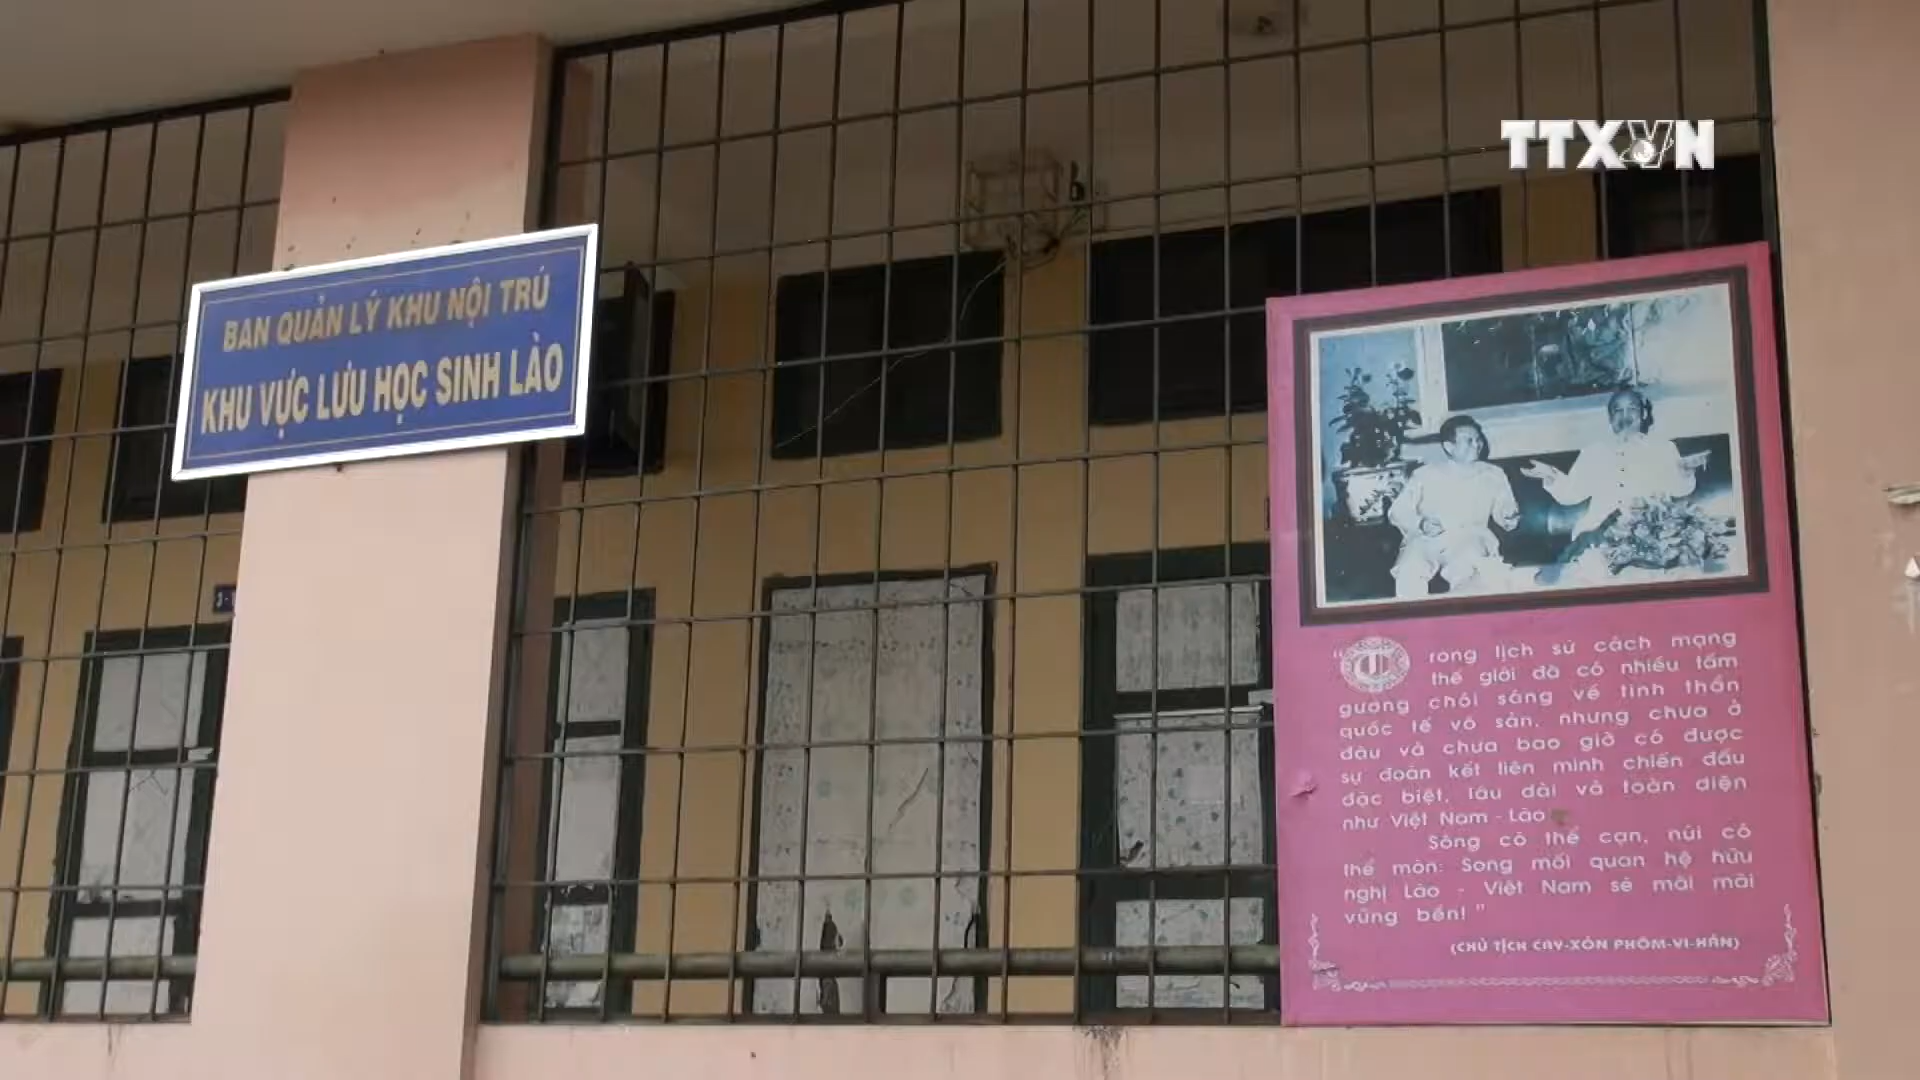 TTXVN
BAN QUẢN LÝ KHU NỘI TRÚ
KHU VỰC LƯU HỌC SINH LÀO
“Trong lịch sử cách mạng
thế giới đã có nhiều tấm
gương chói sáng về tinh thần
quốc tế vô sản, nhưng chưa ở
đâu và chưa bao giờ có được
sự đoàn kết liên minh chiến đấu
đặc biệt, lâu dài và toàn diện
như Việt Nam - Lào
Sông có thể cạn, núi có
thể mòn: Song mối quan hệ hữu
nghị Lào - Việt Nam sẽ mãi mãi
vững bền!”
(CHỦ TỊCH CAY-XỎN PHÔM-VI-HẢN)